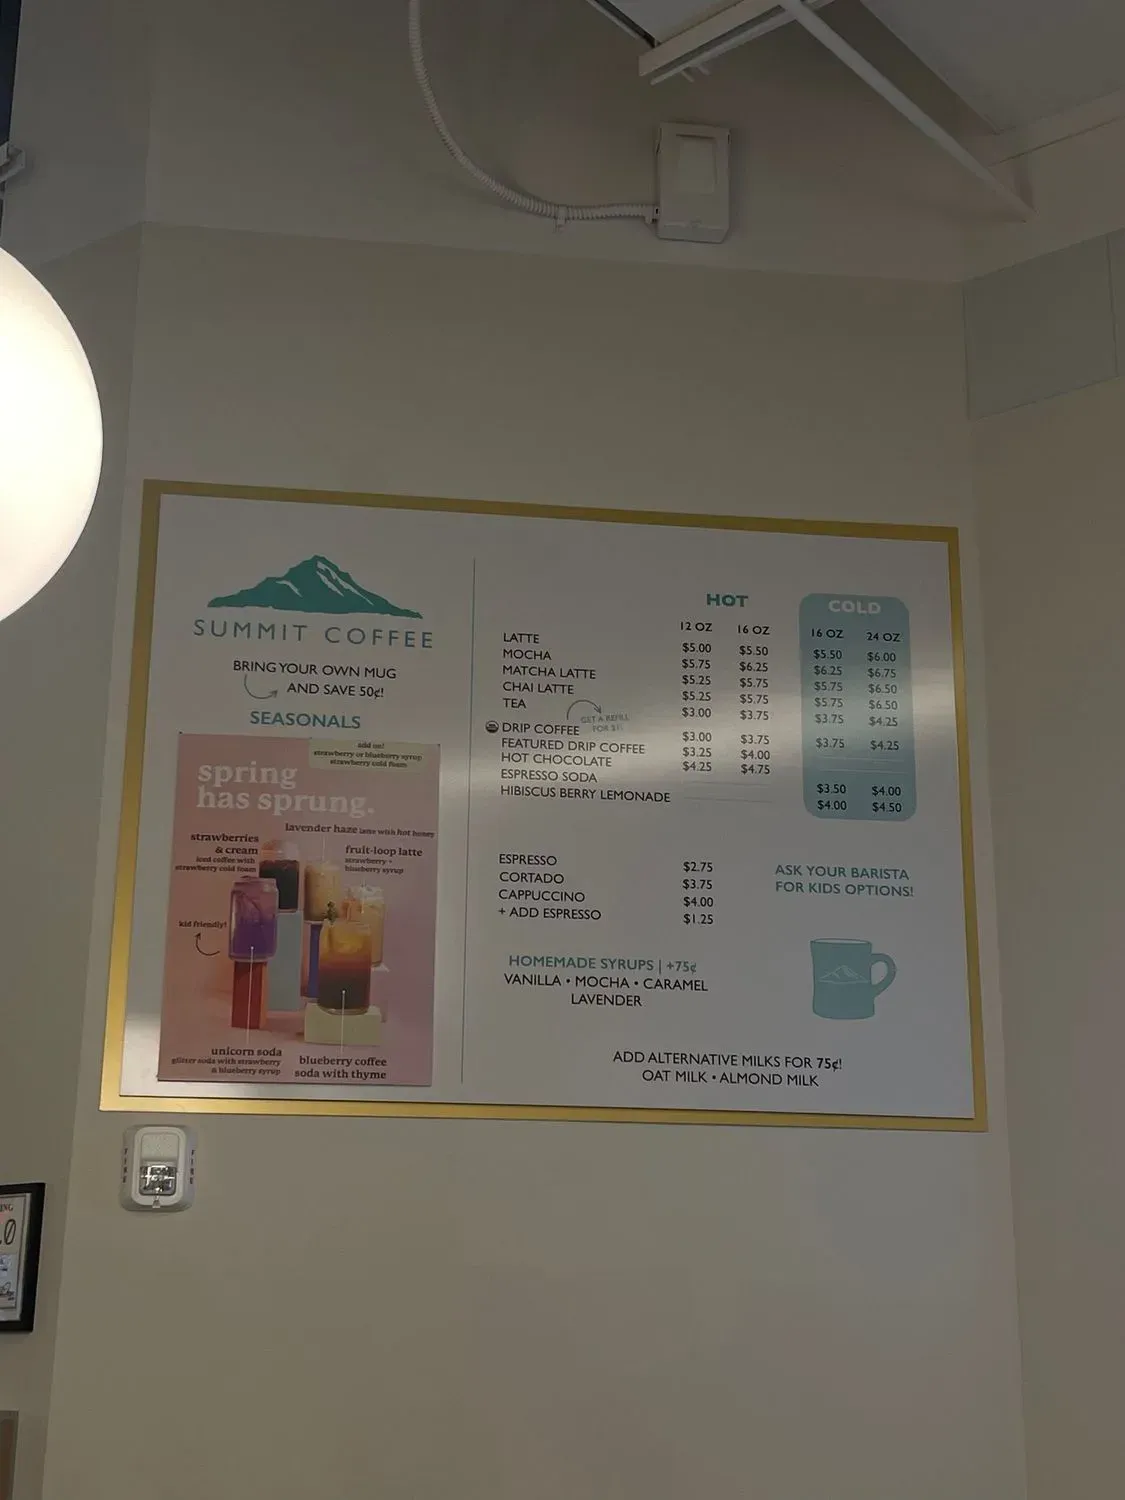 SUMMIT COFFEE
BRING YOUR OWN MUG
AND SAVE 50¢!
SEASONALS
add on!
strawberry or blueberry syrup
strawberry cold foam
spring
has sprung.
lavender haze latte with hot honey
strawberries
& cream
iced coffee with
strawberry cold foam
fruit-loop latte
strawberry +
blueberry syrup
kid friendly!
unicorn soda
glitter soda with strawberry
& blueberry syrup
blueberry coffee
soda with thyme
HOT COLD
12 OZ 16 OZ 16 OZ 24 OZ
LATTE $5.00 $5.50 $5.50 $6.00
MOCHA $5.75 $6.25 $6.25 $6.75
MATCHA LATTE $5.25 $5.75 $5.75 $6.50
CHAI LATTE $5.25 $5.75 $5.75 $6.50
TEA $3.00 $3.75 $3.75 $4.25
GET A REFILL
FOR $1!
DRIP COFFEE $3.00 $3.75 $3.75 $4.25
FEATURED DRIP COFFEE $3.25 $4.00
HOT CHOCOLATE $4.25 $4.75
ESPRESSO SODA $3.50 $4.00
HIBISCUS BERRY LEMONADE $4.00 $4.50
ESPRESSO $2.75
CORTADO $3.75
CAPPUCCINO $4.00
+ ADD ESPRESSO $1.25
ASK YOUR BARISTA
FOR KIDS OPTIONS!
HOMEMADE SYRUPS | +75¢
VANILLA • MOCHA • CARAMEL
LAVENDER
ADD ALTERNATIVE MILKS FOR 75¢!
OAT MILK • ALMOND MILK
FIRE
FIRE